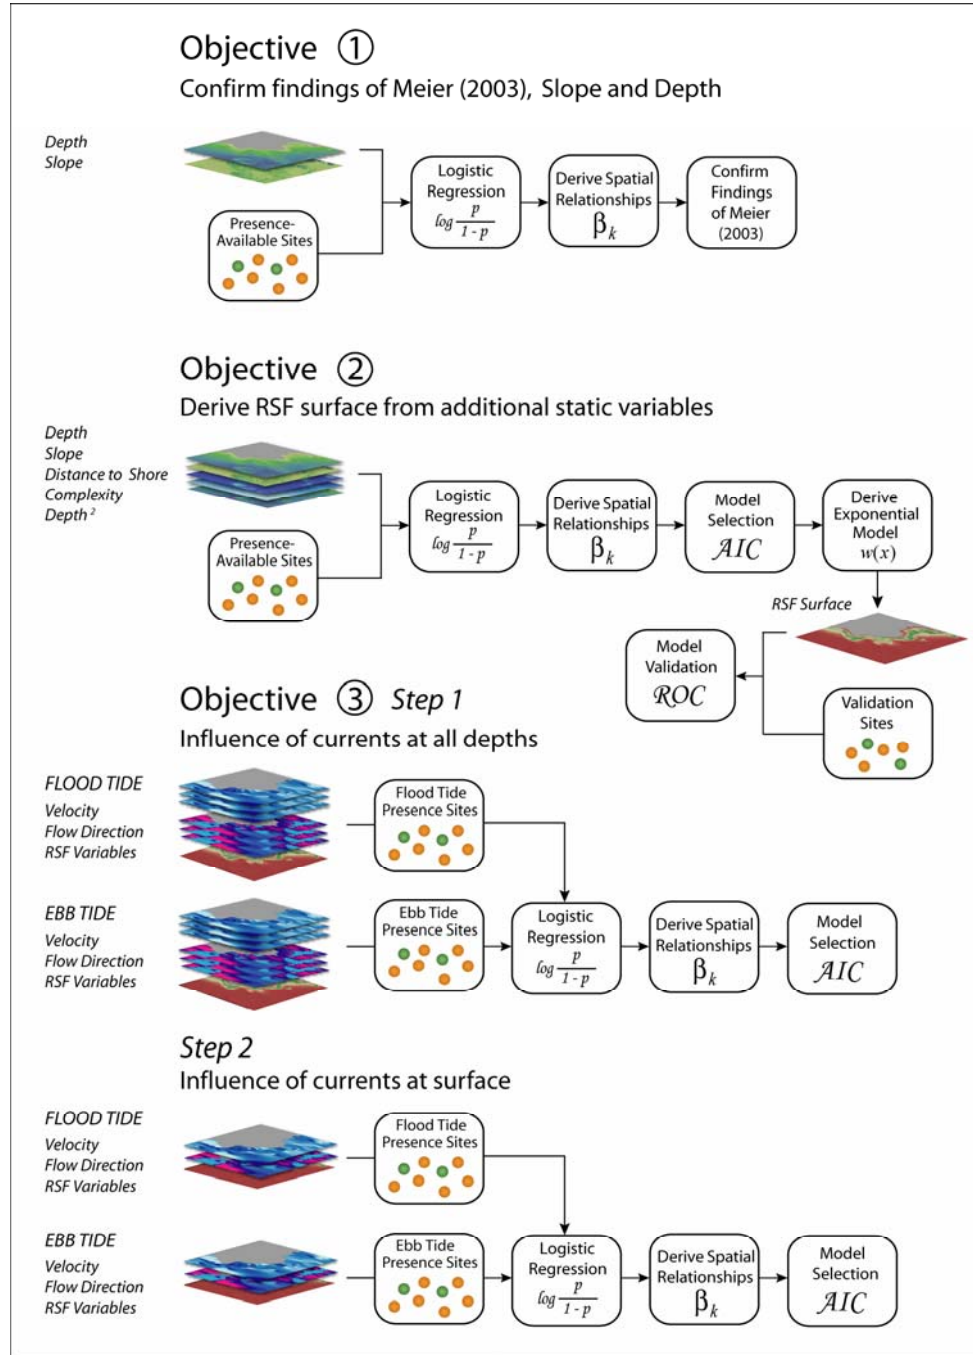 Objective ①
Confirm findings of Meier (2003), Slope and Depth
Depth
Slope
Presence-
Available Sites
Logistic
Regression
log p
1 - p
Derive Spatial
Relationships
βk
Confirm
Findings
of Meier
(2003)
Objective ②
Derive RSF surface from additional static variables
Depth
Slope
Distance to Shore
Complexity
Depth ²
Presence-
Available Sites
Logistic
Regression
log p
1 - p
Derive Spatial
Relationships
βk
Model
Selection
AIC
Derive
Exponential
Model
w(x)
RSF Surface
Model
Validation
ROC
Validation
Sites
Objective ③ Step 1
Influence of currents at all depths
FLOOD TIDE
Velocity
Flow Direction
RSF Variables
Flood Tide
Presence Sites
EBB TIDE
Velocity
Flow Direction
RSF Variables
Ebb Tide
Presence Sites
Logistic
Regression
log p
1 - p
Derive Spatial
Relationships
βk
Model
Selection
AIC
Step 2
Influence of currents at surface
FLOOD TIDE
Velocity
Flow Direction
RSF Variables
Flood Tide
Presence Sites
EBB TIDE
Velocity
Flow Direction
RSF Variables
Ebb Tide
Presence Sites
Logistic
Regression
log p
1 - p
Derive Spatial
Relationships
βk
Model
Selection
AIC